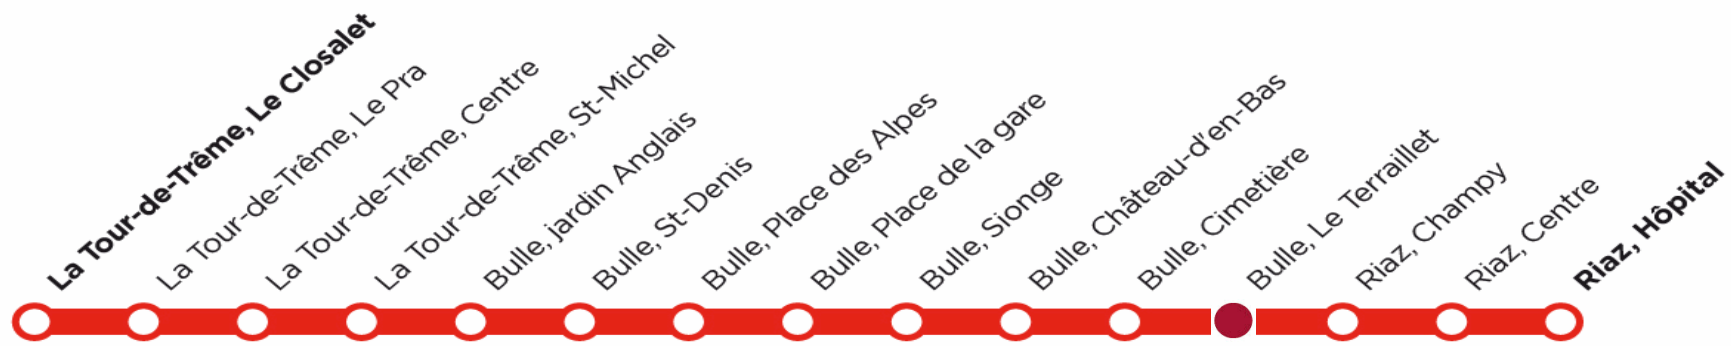 La Tour-de-Trême, Le Closalet
La Tour-de-Trême, Le Pra
La Tour-de-Trême, Centre
La Tour-de-Trême, St-Michel
Bulle, jardin Anglais
Bulle, St-Denis
Bulle, Place des Alpes
Bulle, Place de la gare
Bulle, Sionge
Bulle, Château-d'en-Bas
Bulle, Cimetière
Bulle, Le Terraillet
Riaz, Champy
Riaz, Centre
Riaz, Hôpital